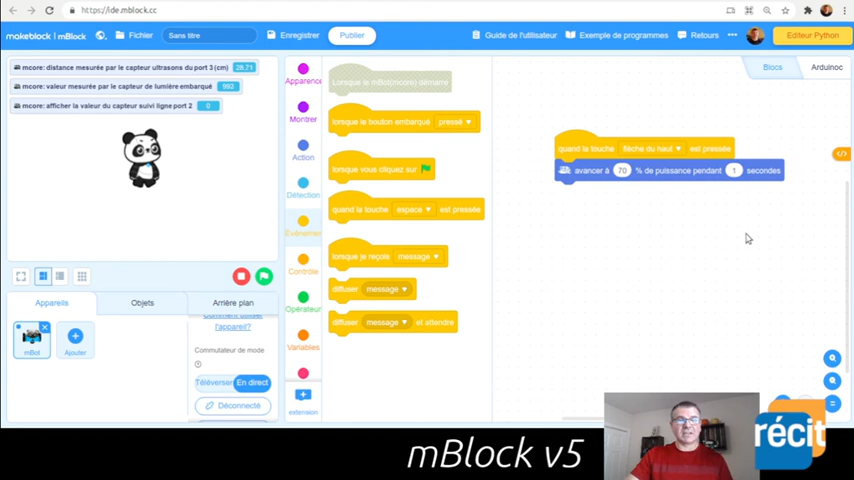 https://ide.mblock.cc
makeblock | mBlock
Fichier
Sans titre
Enregistrer
Publier
Guide de l'utilisateur
Exemple de programmes
Retours
Editeur Python
mcore: distance mesurée par le capteur ultrasons du port 3 (cm) 28.71
mcore: valeur mesurée par le capteur de lumière embarqué 992
mcore: afficher la valeur du capteur suivi ligne port 2 0
Apparence
Montrer
Action
Détection
Evénement
Contrôle
Opérateur
Variables
extension
Lorsque le mBot(mcore) démarre
lorsque le bouton embarqué pressé
lorsque vous cliquez sur
quand la touche espace est pressée
lorsque je reçois message
diffuser message
diffuser message et attendre
Blocs
Arduinoc
quand la touche flèche du haut est pressée
avancer à 70 % de puissance pendant 1 secondes
Appareils
Objets
Arrière plan
mBot
Ajouter
Comment utiliser
l'appareil?
Commutateur de
mode
Téléverser
En direct
Déconnecté
mBlock v5
récit